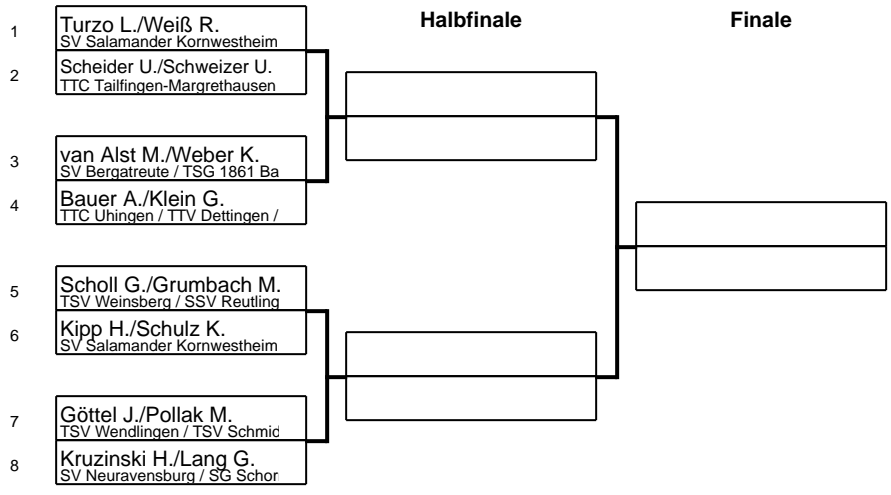 Halbfinale Finale
1 Turzo L./Weiß R.
SV Salamander Kornwestheim
2 Scheider U./Schweizer U.
TTC Tailfingen-Margrethausen
3 van Alst M./Weber K.
SV Bergatreute / TSG 1861 Ba
4 Bauer A./Klein G.
TTC Uhingen / TTV Dettingen /
5 Scholl G./Grumbach M.
TSV Weinsberg / SSV Reutling
6 Kipp H./Schulz K.
SV Salamander Kornwestheim
7 Göttel J./Pollak M.
TSV Wendlingen / TSV Schmid
8 Kruzinski H./Lang G.
SV Neuravensburg / SG Schor